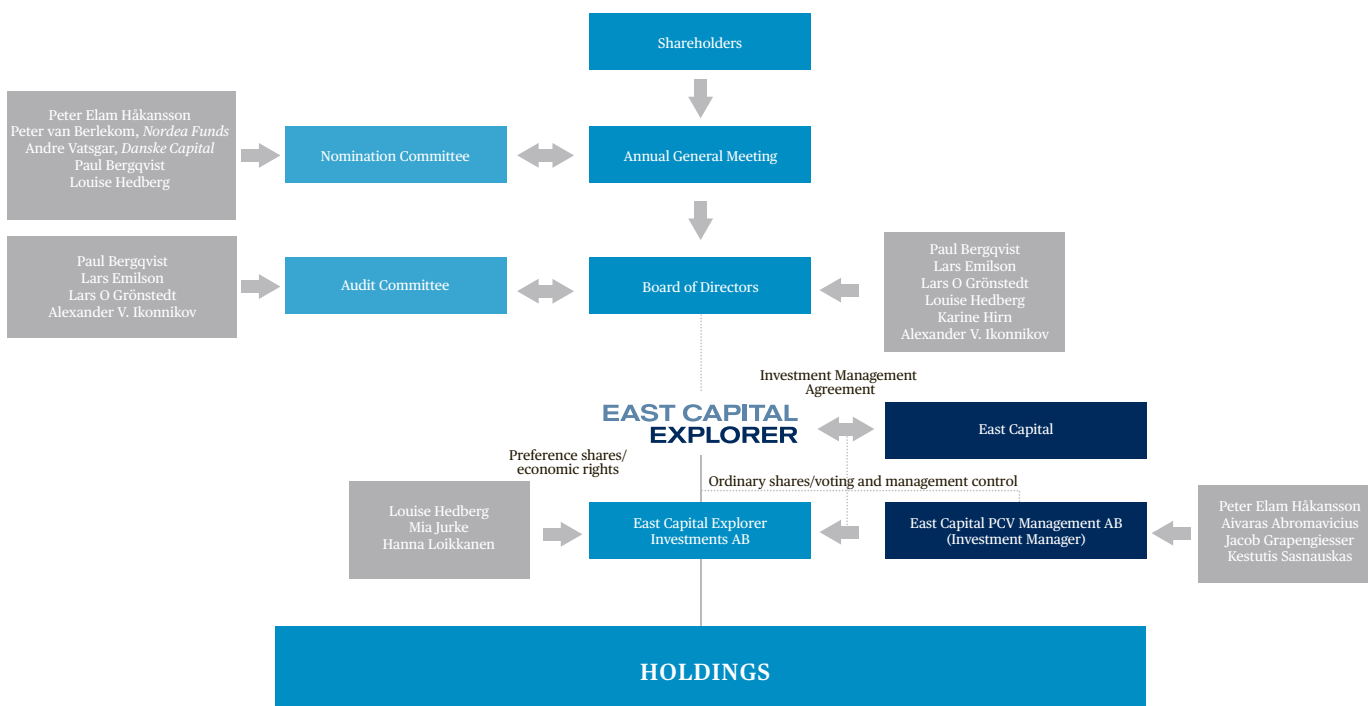 Shareholders
Peter Elam Håkansson
Peter van Berlekom, Nordea Funds
Andre Vatsgar, Danske Capital
Paul Bergqvist
Louise Hedberg
Nomination Committee
Annual General Meeting
Paul Bergqvist
Lars Emilson
Lars O Grönstedt
Alexander V. Ikonnikov
Audit Committee
Board of Directors
Paul Bergqvist
Lars Emilson
Lars O Grönstedt
Louise Hedberg
Karine Hirn
Alexander V. Ikonnikov
Investment Management
Agreement
EAST CAPITAL
EXPLORER
East Capital
Preference shares/
economic rights
Ordinary shares/voting and management control
Louise Hedberg
Mia Jurke
Hanna Loikkanen
East Capital Explorer
Investments AB
East Capital PCV Management AB
(Investment Manager)
Peter Elam Håkansson
Aivaras Abromavicius
Jacob Grapengiesser
Kestutis Sasnauskas
HOLDINGS